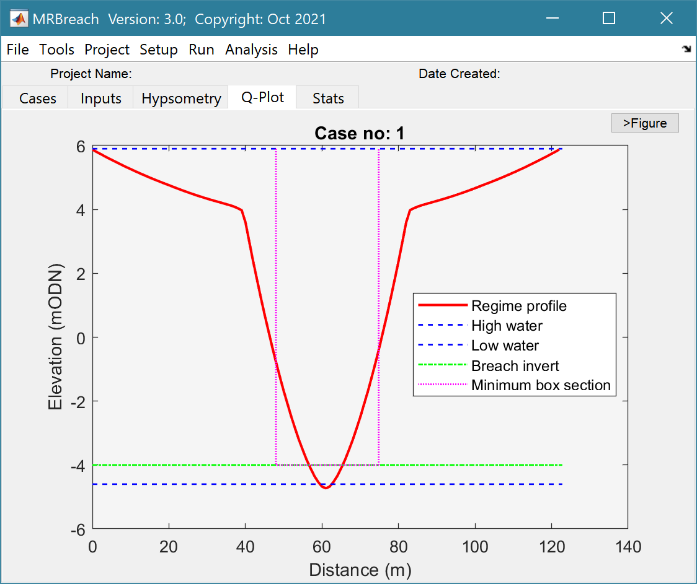 MRBreach Version: 3.0; Copyright: Oct 2021
File Tools Project Setup Run Analysis Help
Project Name: Date Created:
Cases Inputs Hypsometry Q-Plot Stats
>Figure
Case no: 1
6
4
2
0
-2
-4
-6
Elevation (mODN)
Regime profile
High water
Low water
Breach invert
Minimum box section
0 20 40 60 80 100 120 140
Distance (m)